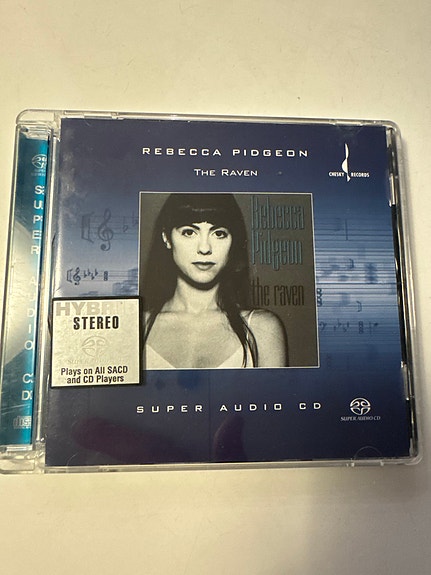 REBECCA PIDGEON
THE RAVEN
CHESKY RECORDS
Rebecca
Pidgeon
the raven
HYBRID
STEREO
Plays on All SACD
and CD Players
SUPER AUDIO CD
SUPER AUDIO CD
SUPER AUDIO CD